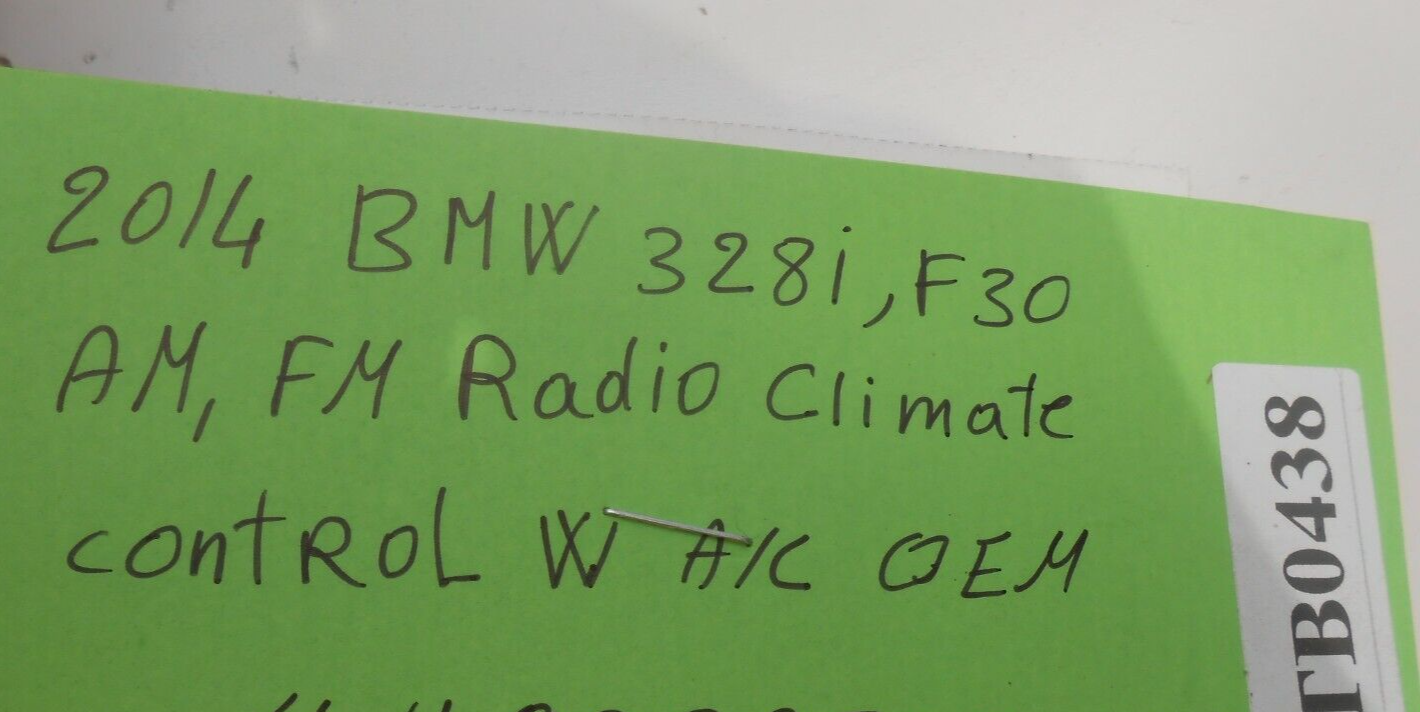 2014 BMW 328i, F30
AM, FM Radio Climate
control W A/C OEM
TB0438